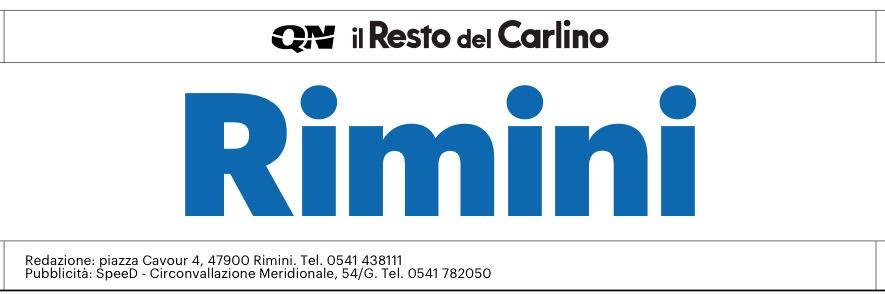 QN il Resto del Carlino
Rimini
Redazione: piazza Cavour 4, 47900 Rimini. Tel. 0541 438111
Pubblicità: SpeeD - Circonvallazione Meridionale, 54/G. Tel. 0541 782050